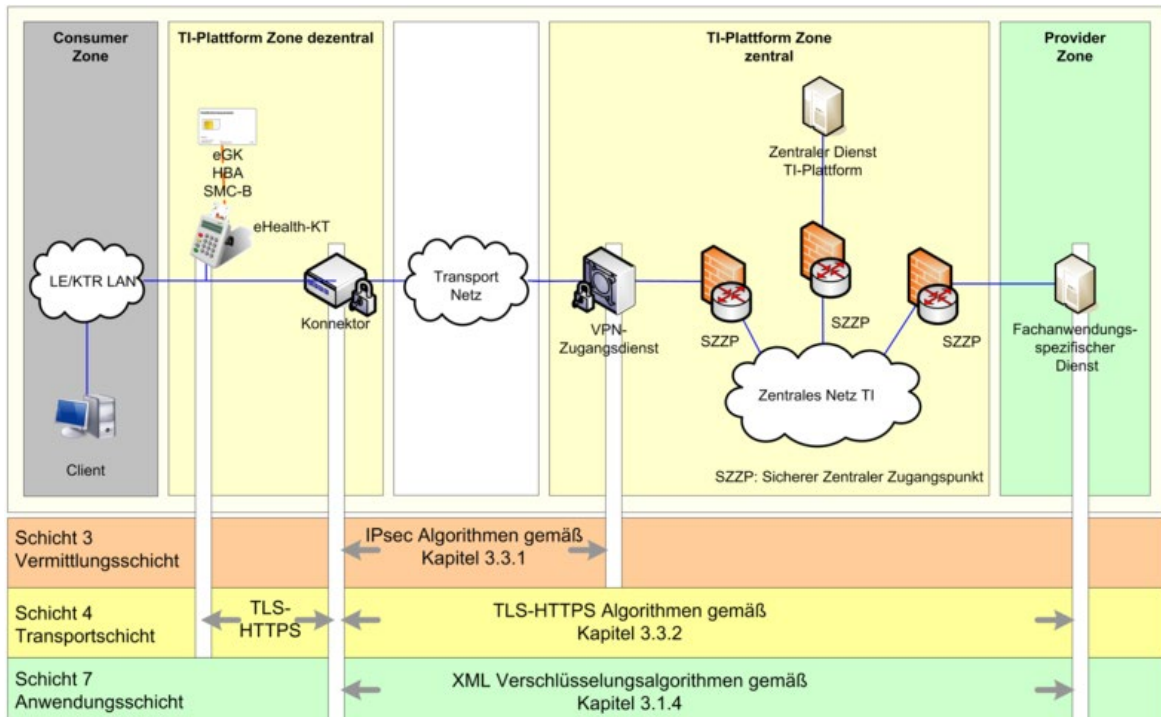 Consumer
Zone
TI-Plattform Zone dezentral
TI-Plattform Zone
zentral
Provider
Zone
eGK
HBA
SMC-B
eHealth-KT
LE/KTR LAN
Konnektor
Client
Transport
Netz
VPN-
Zugangsdienst
Zentraler Dienst
TI-Plattform
SZZP
SZZP
SZZP
Zentrales Netz TI
SZZP: Sicherer Zentraler Zugangspunkt
Fachanwendungs-
spezifischer
Dienst
Schicht 3
Vermittlungsschicht
IPsec Algorithmen gemäß
Kapitel 3.3.1
Schicht 4
Transportschicht
TLS-
HTTPS
TLS-HTTPS Algorithmen gemäß
Kapitel 3.3.2
Schicht 7
Anwendungsschicht
XML Verschlüsselungsalgorithmen gemäß
Kapitel 3.1.4